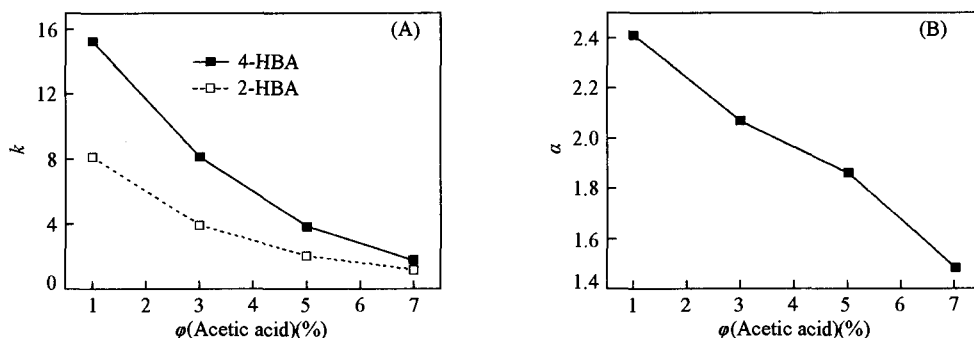 (A)
16
12
8
4
0
k
4-HBA
2-HBA
1 2 3 4 5 6 7
φ(Acetic acid)(%)
(B)
2.4
2.2
2.0
1.8
1.6
1.4
α
1 2 3 4 5 6 7
φ(Acetic acid)(%)